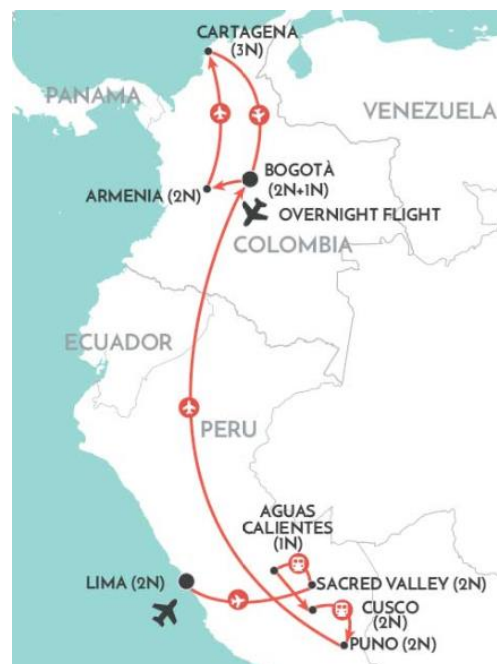 CARTAGENA
(3N)
PANAMA
VENEZUELA
BOGOTÀ
(2N+1N)
ARMENIA (2N)
OVERNIGHT FLIGHT
COLOMBIA
ECUADOR
PERU
AGUAS
CALIENTES
(1N)
LIMA (2N)
SACRED VALLEY (2N)
CUSCO
(2N)
PUNO (2N)